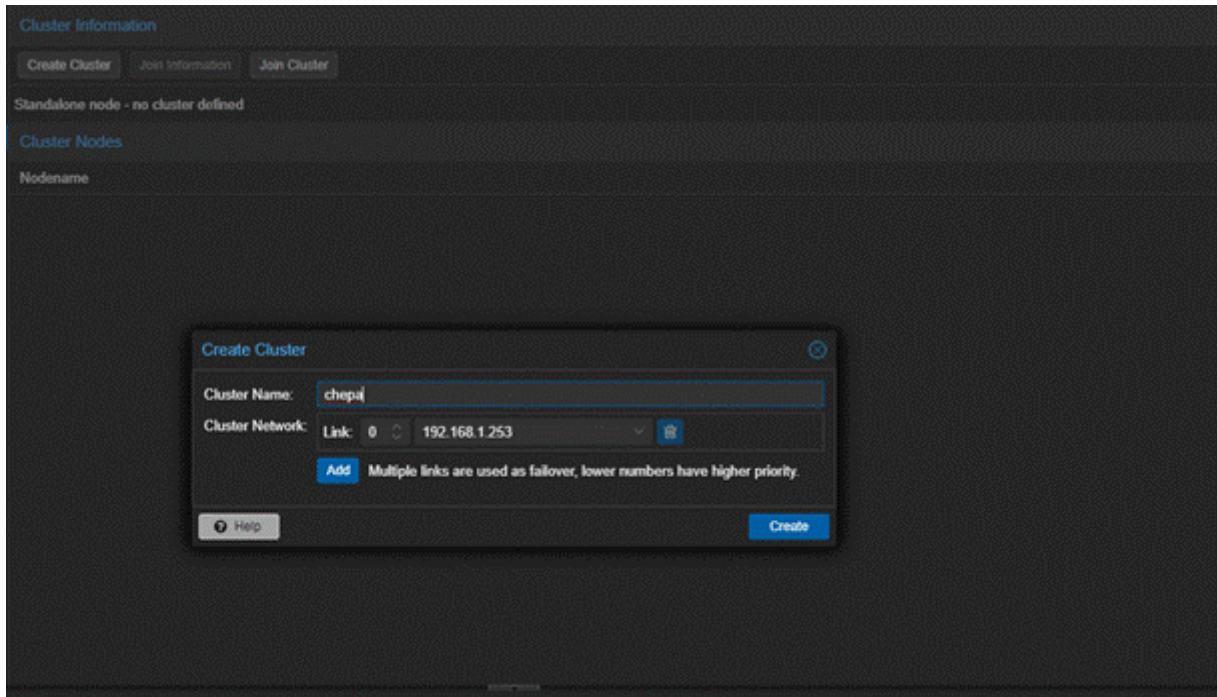 Cluster Information
Create Cluster Join Information Join Cluster
Standalone node - no cluster defined
Cluster Nodes
Nodename
Create Cluster
Cluster Name: chepa
Cluster Network: Link: 0 192.168.1.253
Add Multiple links are used as failover, lower numbers have higher priority.
Help Create